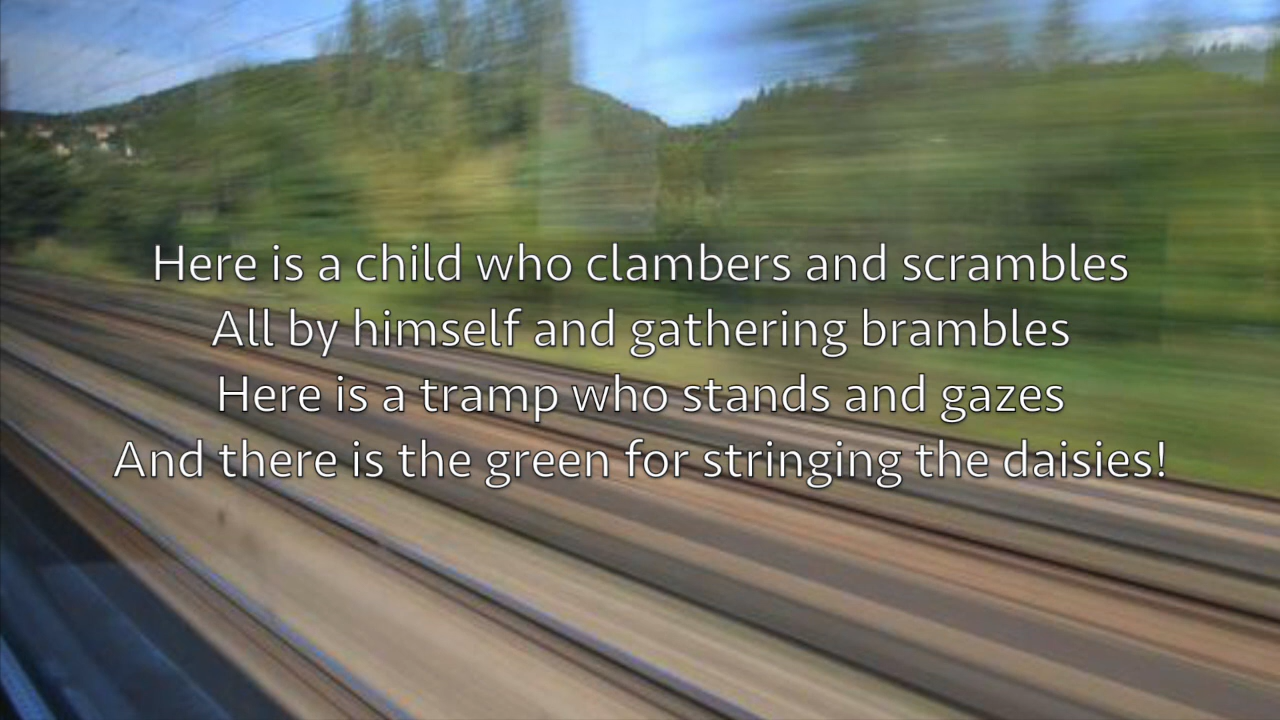 Here is a child who clambers and scrambles
All by himself and gathering brambles
Here is a tramp who stands and gazes
And there is the green for stringing the daisies!